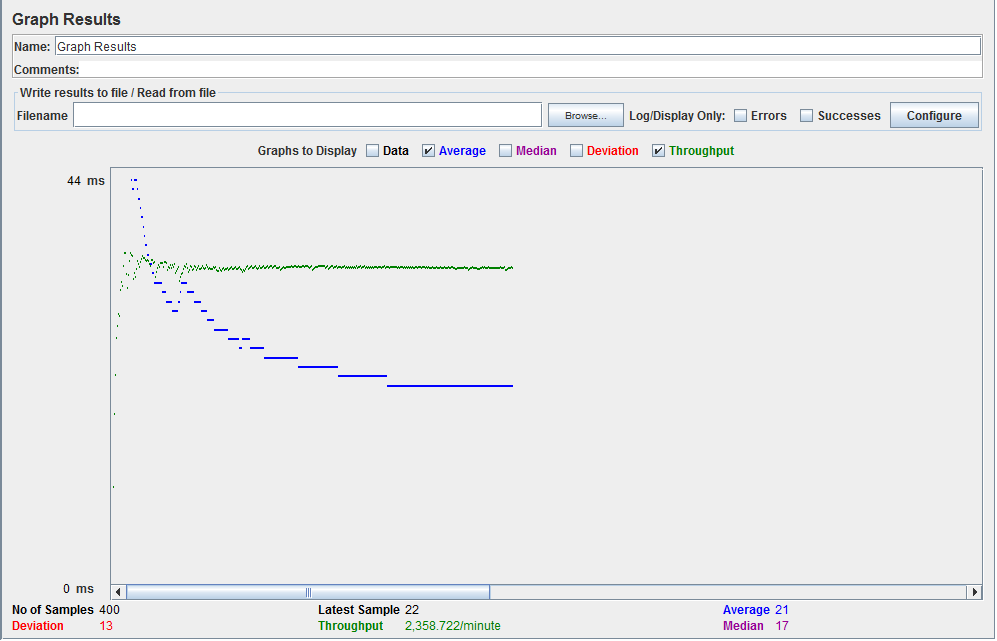 Graph Results
Name: Graph Results
Comments:
Write results to file / Read from file
Filename Browse... Log/Display Only: Errors Successes Configure
Graphs to Display Data Average Median Deviation Throughput
44 ms
0 ms
No of Samples 400 Latest Sample 22 Average 21
Deviation 13 Throughput 2,358.722/minute Median 17